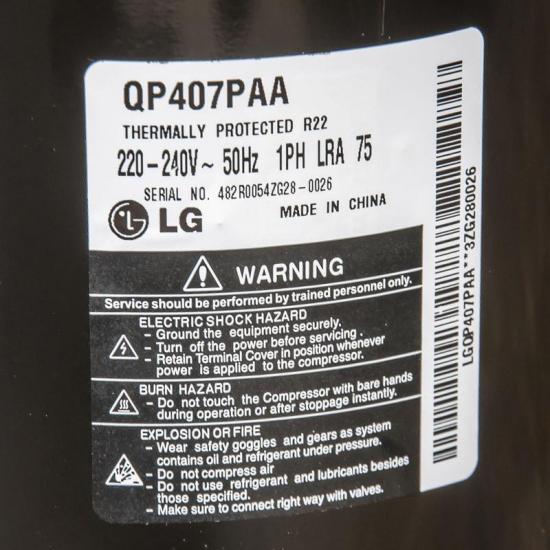 QP407PAA
THERMALLY PROTECTED R22
220-240V~ 50Hz 1PH LRA 75
SERIAL NO. 482R0054ZG28-0026
LG MADE IN CHINA
WARNING
Service should be performed by trained personnel only.
ELECTRIC SHOCK HAZARD
- Ground the equipment securely.
- Turn off the power before servicing.
- Retain Terminal Cover in position whenever
power is applied to the compressor.
BURN HAZARD
- Do not touch the Compressor with bare hands
during operation or after stoppage instantly.
EXPLOSION OR FIRE
- Wear safety goggles and gears as system
contains oil and refrigerant under pressure.
- Do not compress air
- Do not use refrigerant and lubricants besides
those specified.
- Make sure to connect right way with valves.
LGQP407PAA**3ZG280026